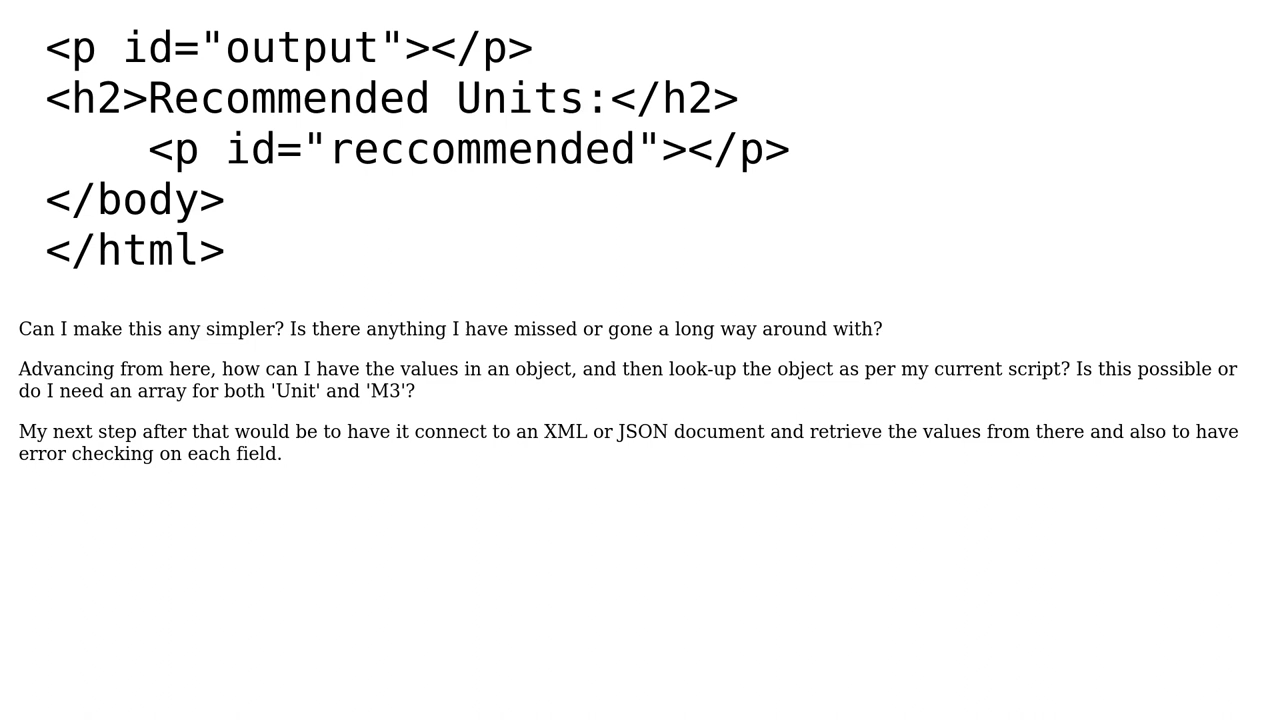 <p id="output"></p>
<h2>Recommended Units:</h2>
    <p id="reccommended"></p>
</body>
</html>
Can I make this any simpler? Is there anything I have missed or gone a long way around with?
Advancing from here, how can I have the values in an object, and then look-up the object as per my current script? Is this possible or
do I need an array for both 'Unit' and 'M3'?
My next step after that would be to have it connect to an XML or JSON document and retrieve the values from there and also to have
error checking on each field.